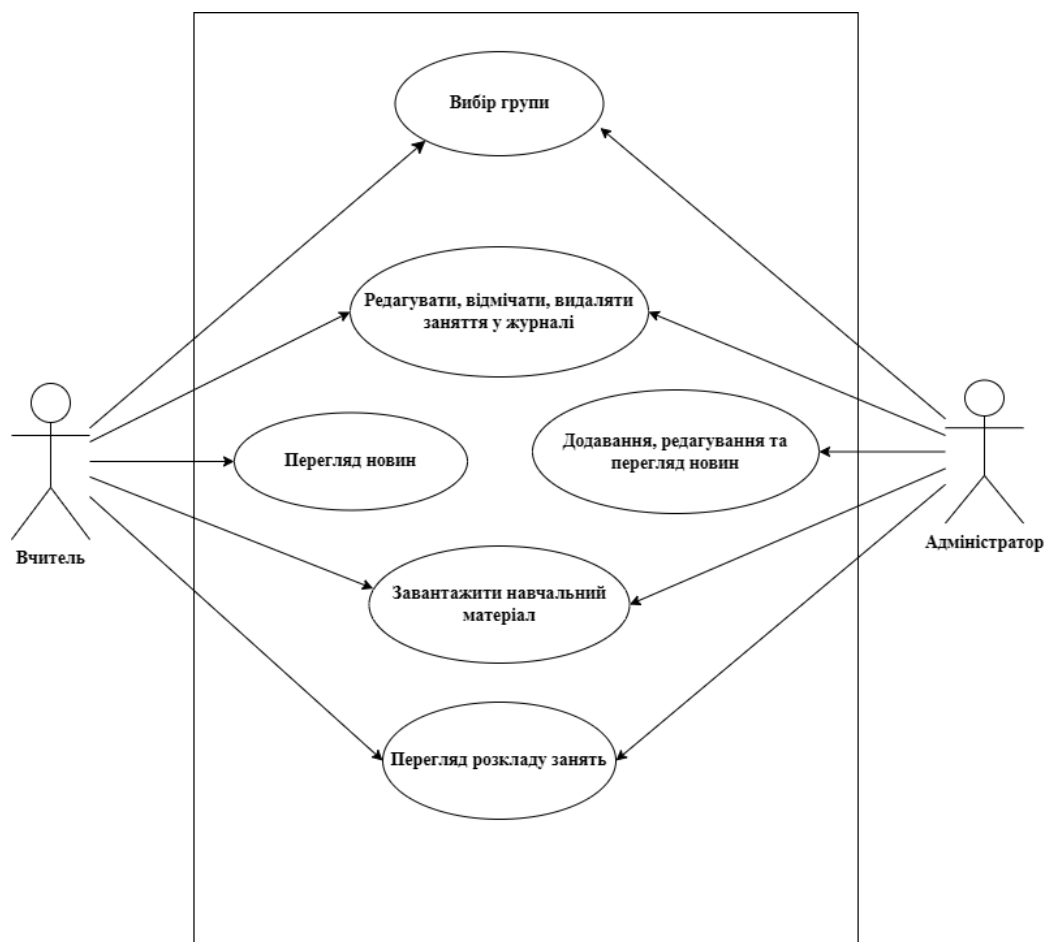 Вибір групи
Редагувати, відмічати, видаляти
заняття у журналі
Перегляд новин
Додавання, редагування та
перегляд новин
Вчитель
Адміністратор
Завантажити навчальний
матеріал
Перегляд розкладу занять